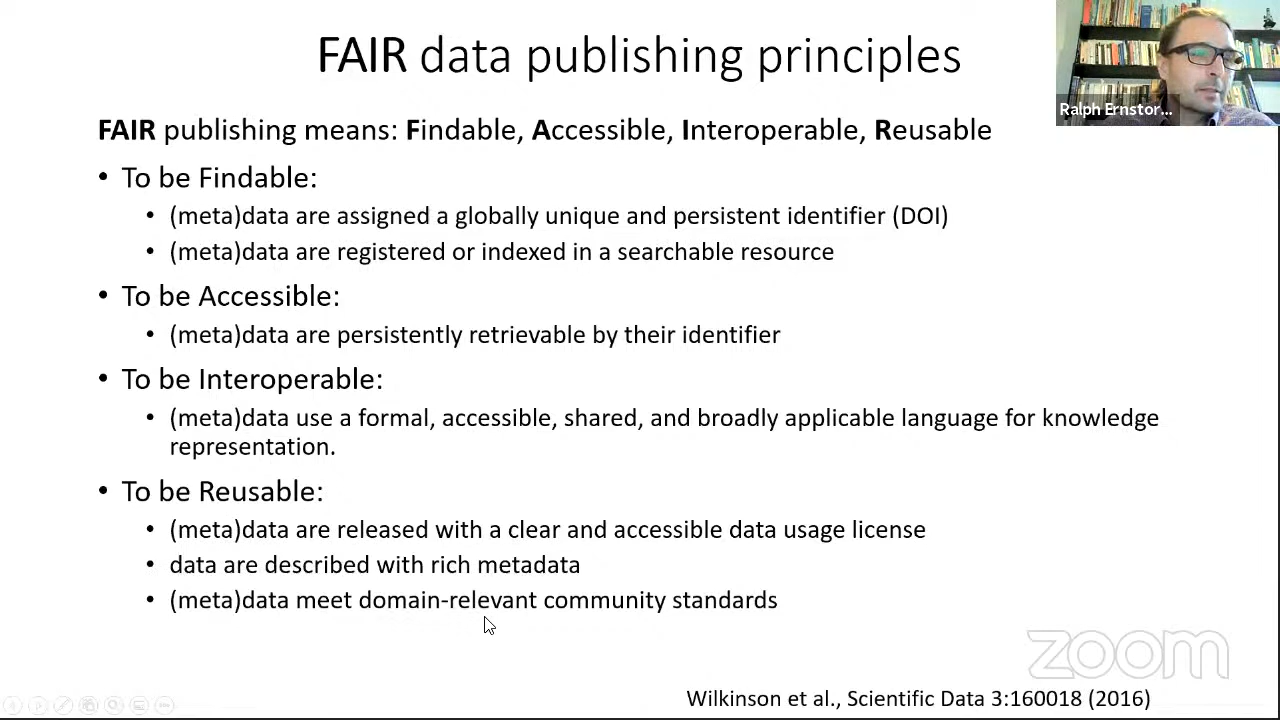 FAIR data publishing principles
Ralph Ernstor...
FAIR publishing means: Findable, Accessible, Interoperable, Reusable
• To be Findable:
• (meta)data are assigned a globally unique and persistent identifier (DOI)
• (meta)data are registered or indexed in a searchable resource
• To be Accessible:
• (meta)data are persistently retrievable by their identifier
• To be Interoperable:
• (meta)data use a formal, accessible, shared, and broadly applicable language for knowledge
representation.
• To be Reusable:
• (meta)data are released with a clear and accessible data usage license
• data are described with rich metadata
• (meta)data meet domain-relevant community standards
zoom
Wilkinson et al., Scientific Data 3:160018 (2016)